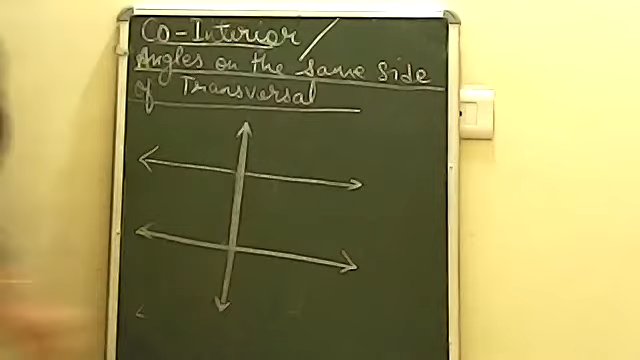 Co-Interior /
Angles on the same side
of Transversal